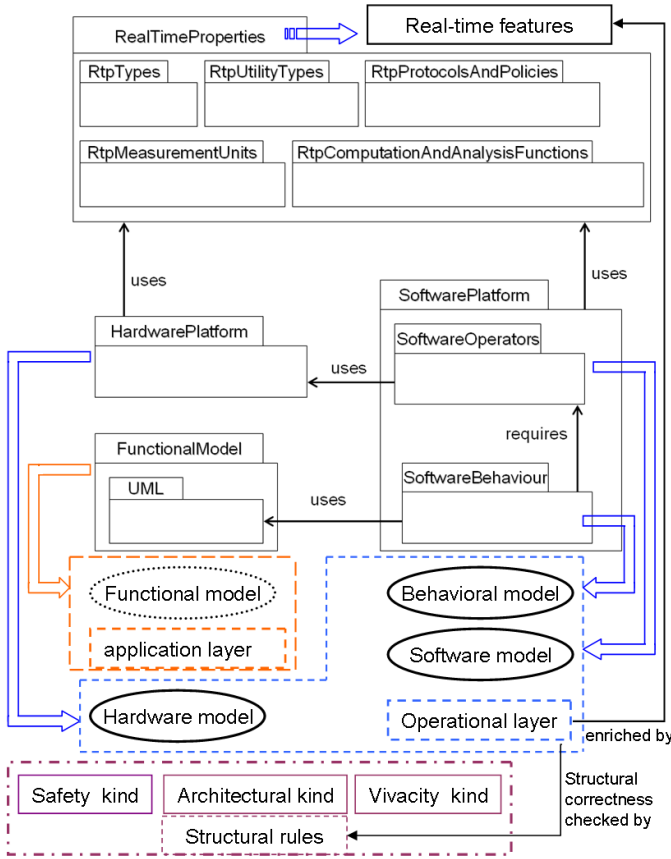 RealTimeProperties
Real-time features
RtpTypes
RtpUtilityTypes
RtpProtocolsAndPolicies
RtpMeasurementUnits
RtpComputationAndAnalysisFunctions
uses
uses
SoftwarePlatform
HardwarePlatform
SoftwareOperators
uses
requires
FunctionalModel
UML
SoftwareBehaviour
uses
Functional model
Behavioral model
application layer
Software model
Hardware model
Operational layer
enriched by
Structural
correctness
checked by
Safety kind
Architectural kind
Vivacity kind
Structural rules